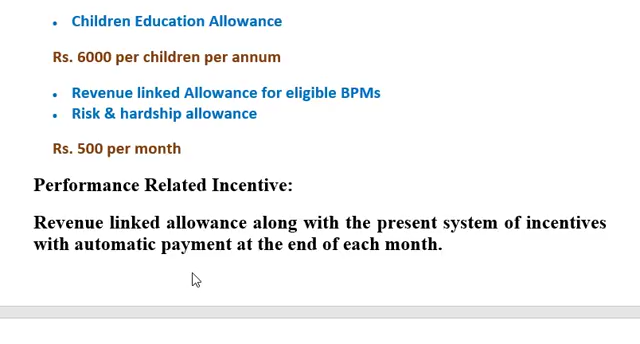 • Children Education Allowance
Rs. 6000 per children per annum
• Revenue linked Allowance for eligible BPMs
• Risk & hardship allowance
Rs. 500 per month
Performance Related Incentive:
Revenue linked allowance along with the present system of incentives
with automatic payment at the end of each month.